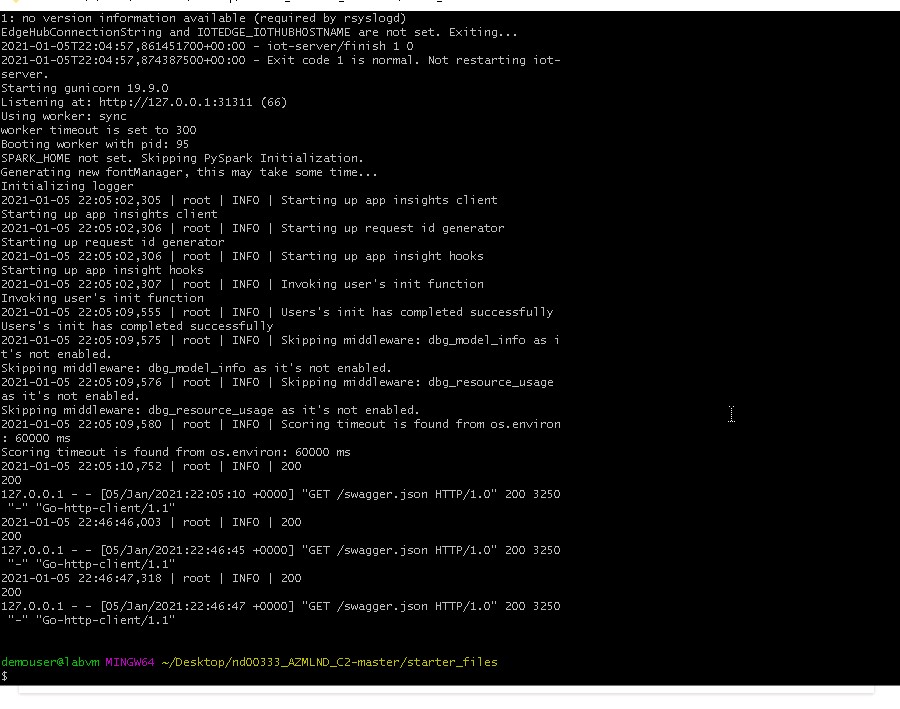 1: no version information available (required by rsyslogd)
EdgeHubConnectionString and IOTEDGE_IOTHUBHOSTNAME are not set. Exiting...
2021-01-05T22:04:57,861451700+00:00 - iot-server/finish 1 0
2021-01-05T22:04:57,874387500+00:00 - Exit code 1 is normal. Not restarting iot-
server.
Starting gunicorn 19.9.0
Listening at: http://127.0.0.1:31311 (66)
Using worker: sync
worker timeout is set to 300
Booting worker with pid: 95
SPARK_HOME not set. Skipping PySpark Initialization.
Generating new fontManager, this may take some time...
Initializing logger
2021-01-05 22:05:02,305 | root | INFO | Starting up app insights client
Starting up app insights client
2021-01-05 22:05:02,306 | root | INFO | Starting up request id generator
Starting up request id generator
2021-01-05 22:05:02,306 | root | INFO | Starting up app insight hooks
Starting up app insight hooks
2021-01-05 22:05:02,307 | root | INFO | Invoking user's init function
Invoking user's init function
2021-01-05 22:05:09,555 | root | INFO | Users's init has completed successfully
Users's init has completed successfully
2021-01-05 22:05:09,575 | root | INFO | Skipping middleware: dbg_model_info as i
t's not enabled.
Skipping middleware: dbg_model_info as it's not enabled.
2021-01-05 22:05:09,576 | root | INFO | Skipping middleware: dbg_resource_usage
as it's not enabled.
Skipping middleware: dbg_resource_usage as it's not enabled.
2021-01-05 22:05:09,580 | root | INFO | Scoring timeout is found from os.environ
: 60000 ms
Scoring timeout is found from os.environ: 60000 ms
2021-01-05 22:05:10,752 | root | INFO | 200
200
127.0.0.1 - - [05/Jan/2021:22:05:10 +0000] "GET /swagger.json HTTP/1.0" 200 3250
"-" "Go-http-client/1.1"
2021-01-05 22:46:46,003 | root | INFO | 200
200
127.0.0.1 - - [05/Jan/2021:22:46:45 +0000] "GET /swagger.json HTTP/1.0" 200 3250
"-" "Go-http-client/1.1"
2021-01-05 22:46:47,318 | root | INFO | 200
200
127.0.0.1 - - [05/Jan/2021:22:46:47 +0000] "GET /swagger.json HTTP/1.0" 200 3250
"-" "Go-http-client/1.1"
demouser@labvm MINGW64 ~/Desktop/nd00333_AZMLND_C2-master/starter_files
$